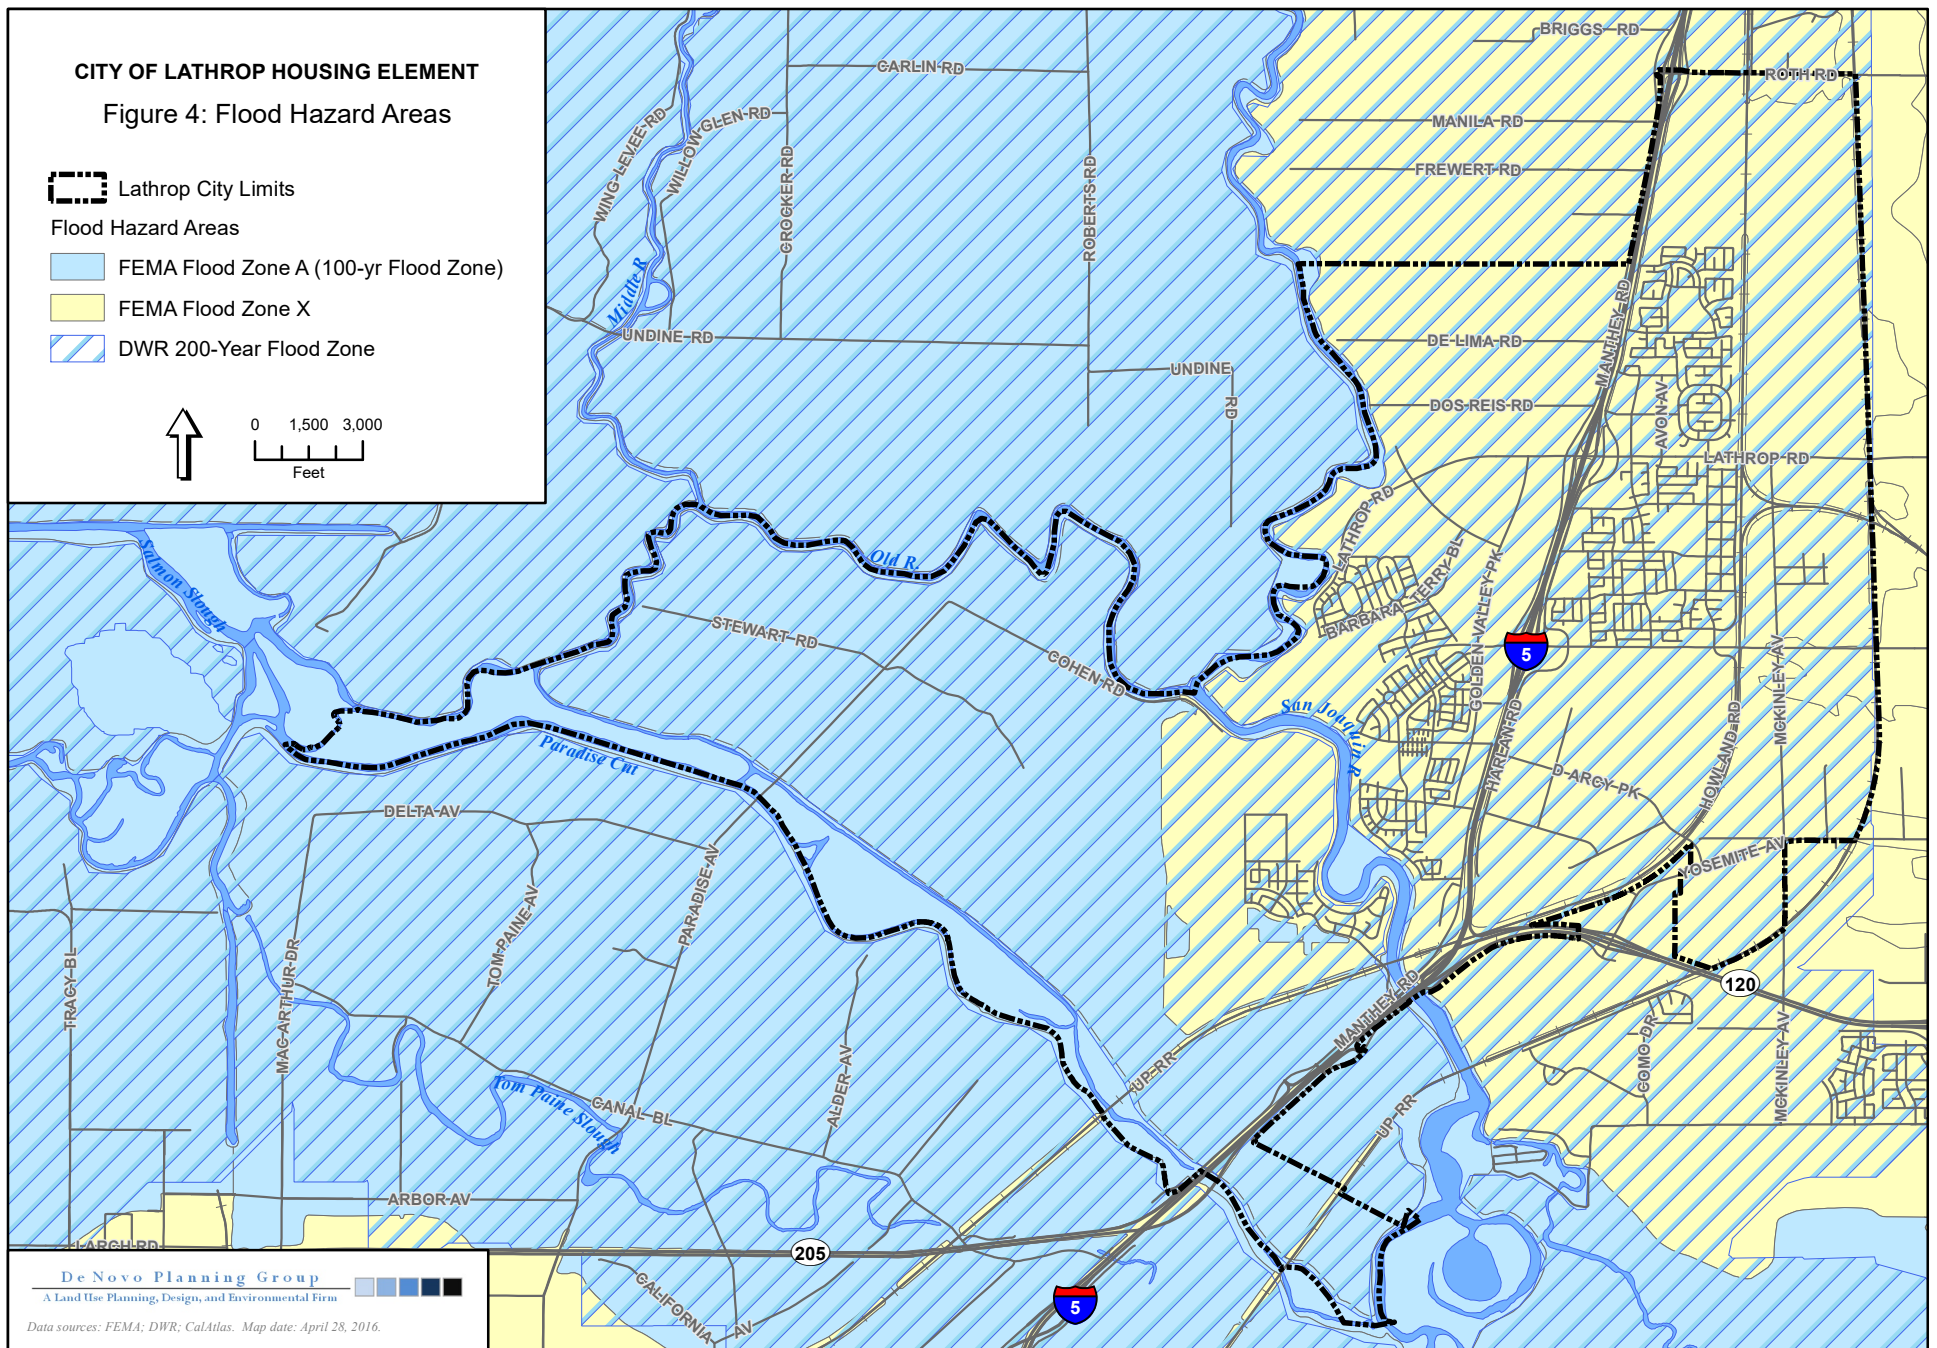 CITY OF LATHROP HOUSING ELEMENT
Figure 4: Flood Hazard Areas
Lathrop City Limits
Flood Hazard Areas
FEMA Flood Zone A (100-yr Flood Zone)
FEMA Flood Zone X
DWR 200-Year Flood Zone
0 1,500 3,000
Feet
BRIGGS RD
CARLIN RD
ROTH RD
WING LEVEE RD
WILLOW GLEN RD
MANILA RD
CROCKER RD
ROBERTS RD
FREWERT RD
Middle R
UNDINE RD
MANTHEY RD
DE LIMA RD
UNDINE
RD
DOS REIS RD
AVON AV
LATHROP RD
LATHROP RD
Salmon Slough
Old R.
BARBARA TERRY BL
GOLDEN VALLEY PK
STEWART RD
COHEN RD
5
MCKINLEY AV
San Joaquin R
Paradise Cnt
HARLAN RD
HOWLAND RD
D ARCY PK
DELTA AV
YOSEMITE AV
PARADISE AV
TOM PAINE AV
TRACY BL
MAC ARTHUR DR
120
MANTHEY RD
COMO DR
MCKINLEY AV
UP RR
UP RR
ALDER AV
Tom Paine Slough
CANAL BL
ARBOR AV
LARCH RD
205
CALIFORNIA AV
5
De Novo Planning Group
A Land Use Planning, Design, and Environmental Firm
Data sources: FEMA; DWR; CalAtlas. Map date: April 28, 2016.